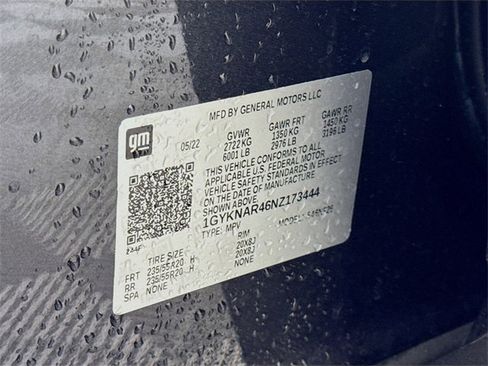 MFD BY GENERAL MOTORS LLC
gm
05/22
GVWR GAWR FRT GAWR RR
2722 KG 1350 KG 1450 KG
6001 LB 2976 LB 3196 LB
THIS VEHICLE CONFORMS TO ALL
APPLICABLE U.S. FEDERAL MOTOR
VEHICLE SAFETY STANDARDS IN EFFECT
ON THE DATE OF MANUFACTURE
SHOWN ABOVE.
1GYKNAR46NZ173444
TYPE: MPV MODEL:
TIRE SIZE RIM
FRT 235/55R20 H 20X8J
RR 235/55R20 H 20X8J
SPA NONE NONE